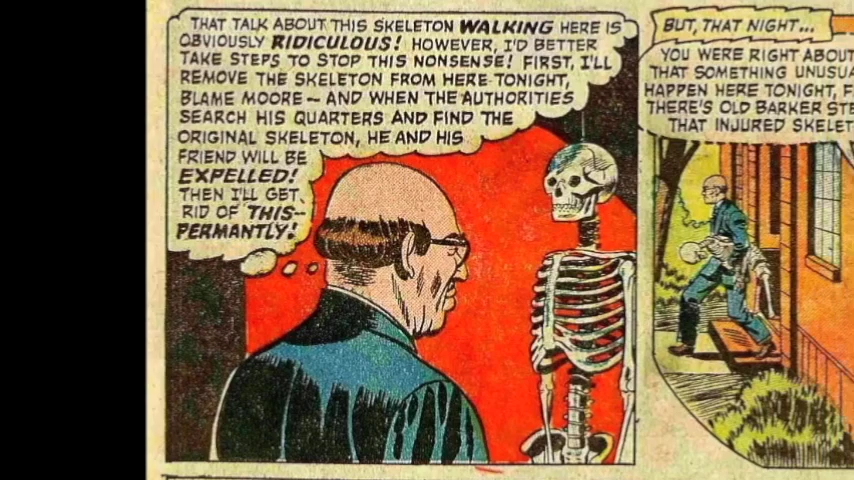 THAT TALK ABOUT THIS SKELETON WALKING HERE IS
OBVIOUSLY RIDICULOUS! HOWEVER, I'D BETTER
TAKE STEPS TO STOP THIS NONSENSE! FIRST, I'LL
REMOVE THE SKELETON FROM HERE TONIGHT,
BLAME MOORE -- AND WHEN THE AUTHORITIES
SEARCH HIS QUARTERS AND FIND THE
ORIGINAL SKELETON, HE AND HIS
FRIEND WILL BE
EXPELLED!
THEN I'LL GET
RID OF THIS--
PERMANTLY!
BUT, THAT NIGHT...
YOU WERE RIGHT ABOUT
THAT SOMETHING UNUSUA
HAPPEN HERE TONIGHT, F
THERE'S OLD BARKER STE
THAT INJURED SKELET